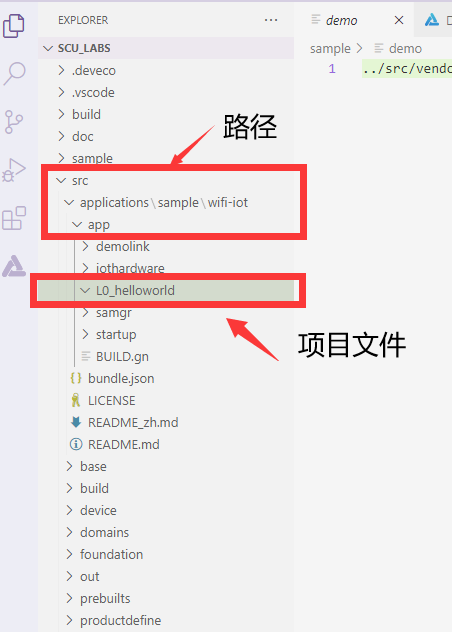 EXPLORER
demo
SCU_LABS
sample > demo
.deveco
1 ../src/vendo
.vscode
build
doc
路径
sample
src
applications\sample\wifi-iot
app
demolink
iothardware
L0_helloworld
samgr
startup
项目文件
BUILD.gn
bundle.json
LICENSE
README_zh.md
README.md
base
build
device
domains
foundation
out
prebuilts
productdefine